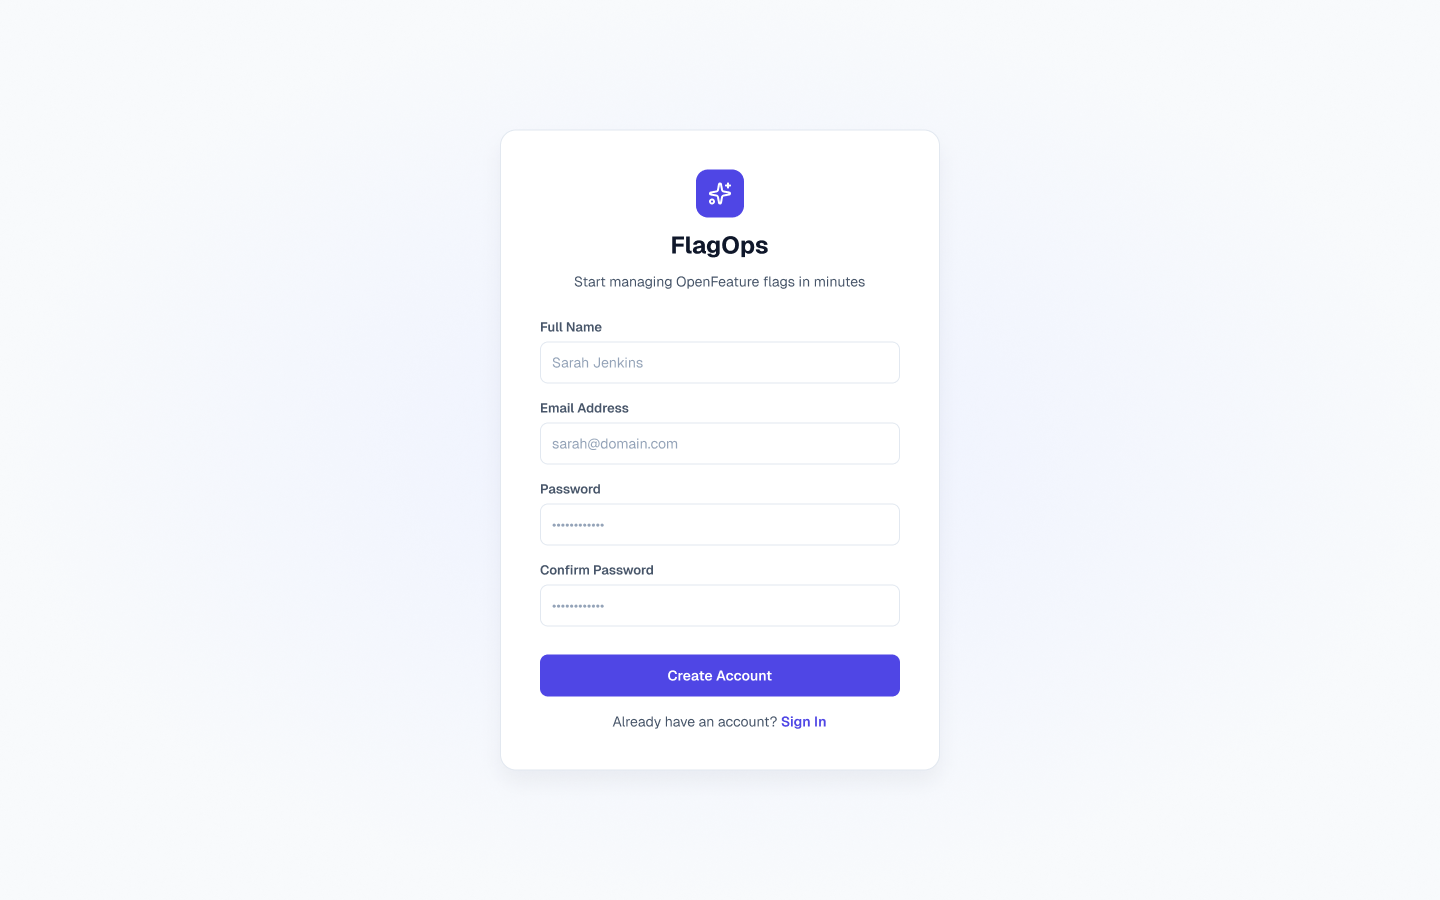 FlagOps
Start managing OpenFeature flags in minutes
Full Name
Sarah Jenkins
Email Address
sarah@domain.com
Password
••••••••••••
Confirm Password
••••••••••••
Create Account
Already have an account? Sign In